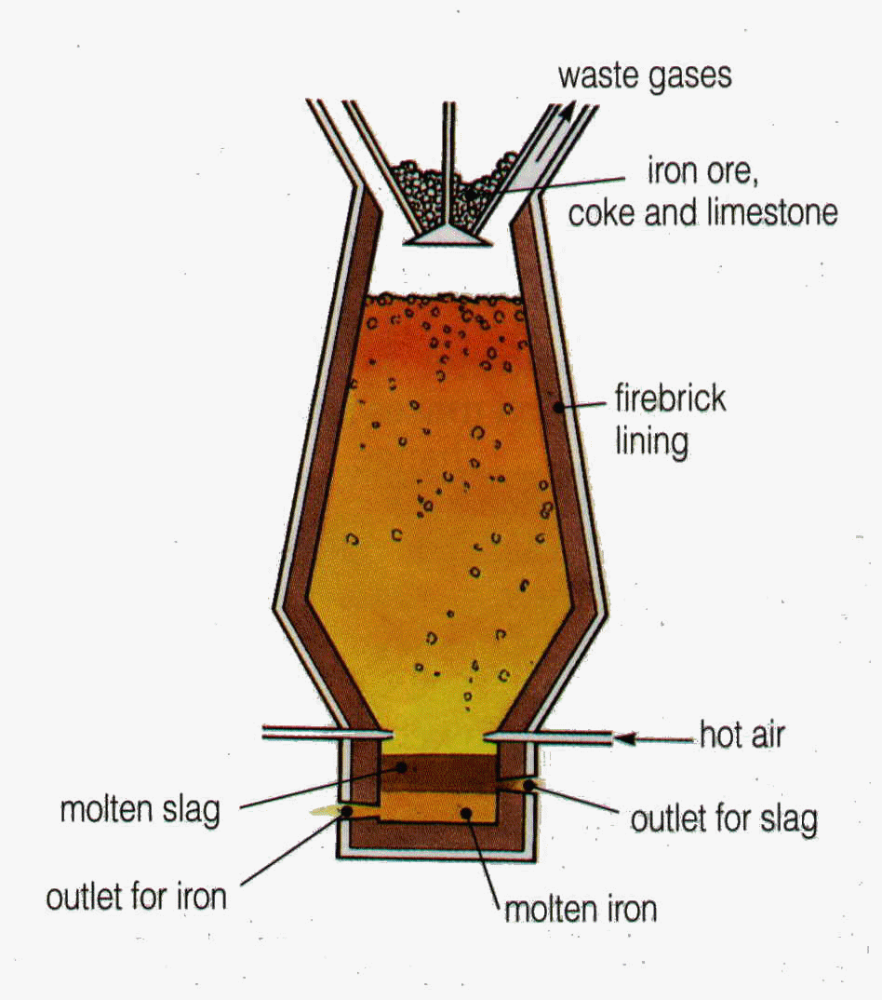 waste gases
iron ore,
coke and limestone
firebrick
lining
hot air
molten slag
outlet for slag
outlet for iron
molten iron